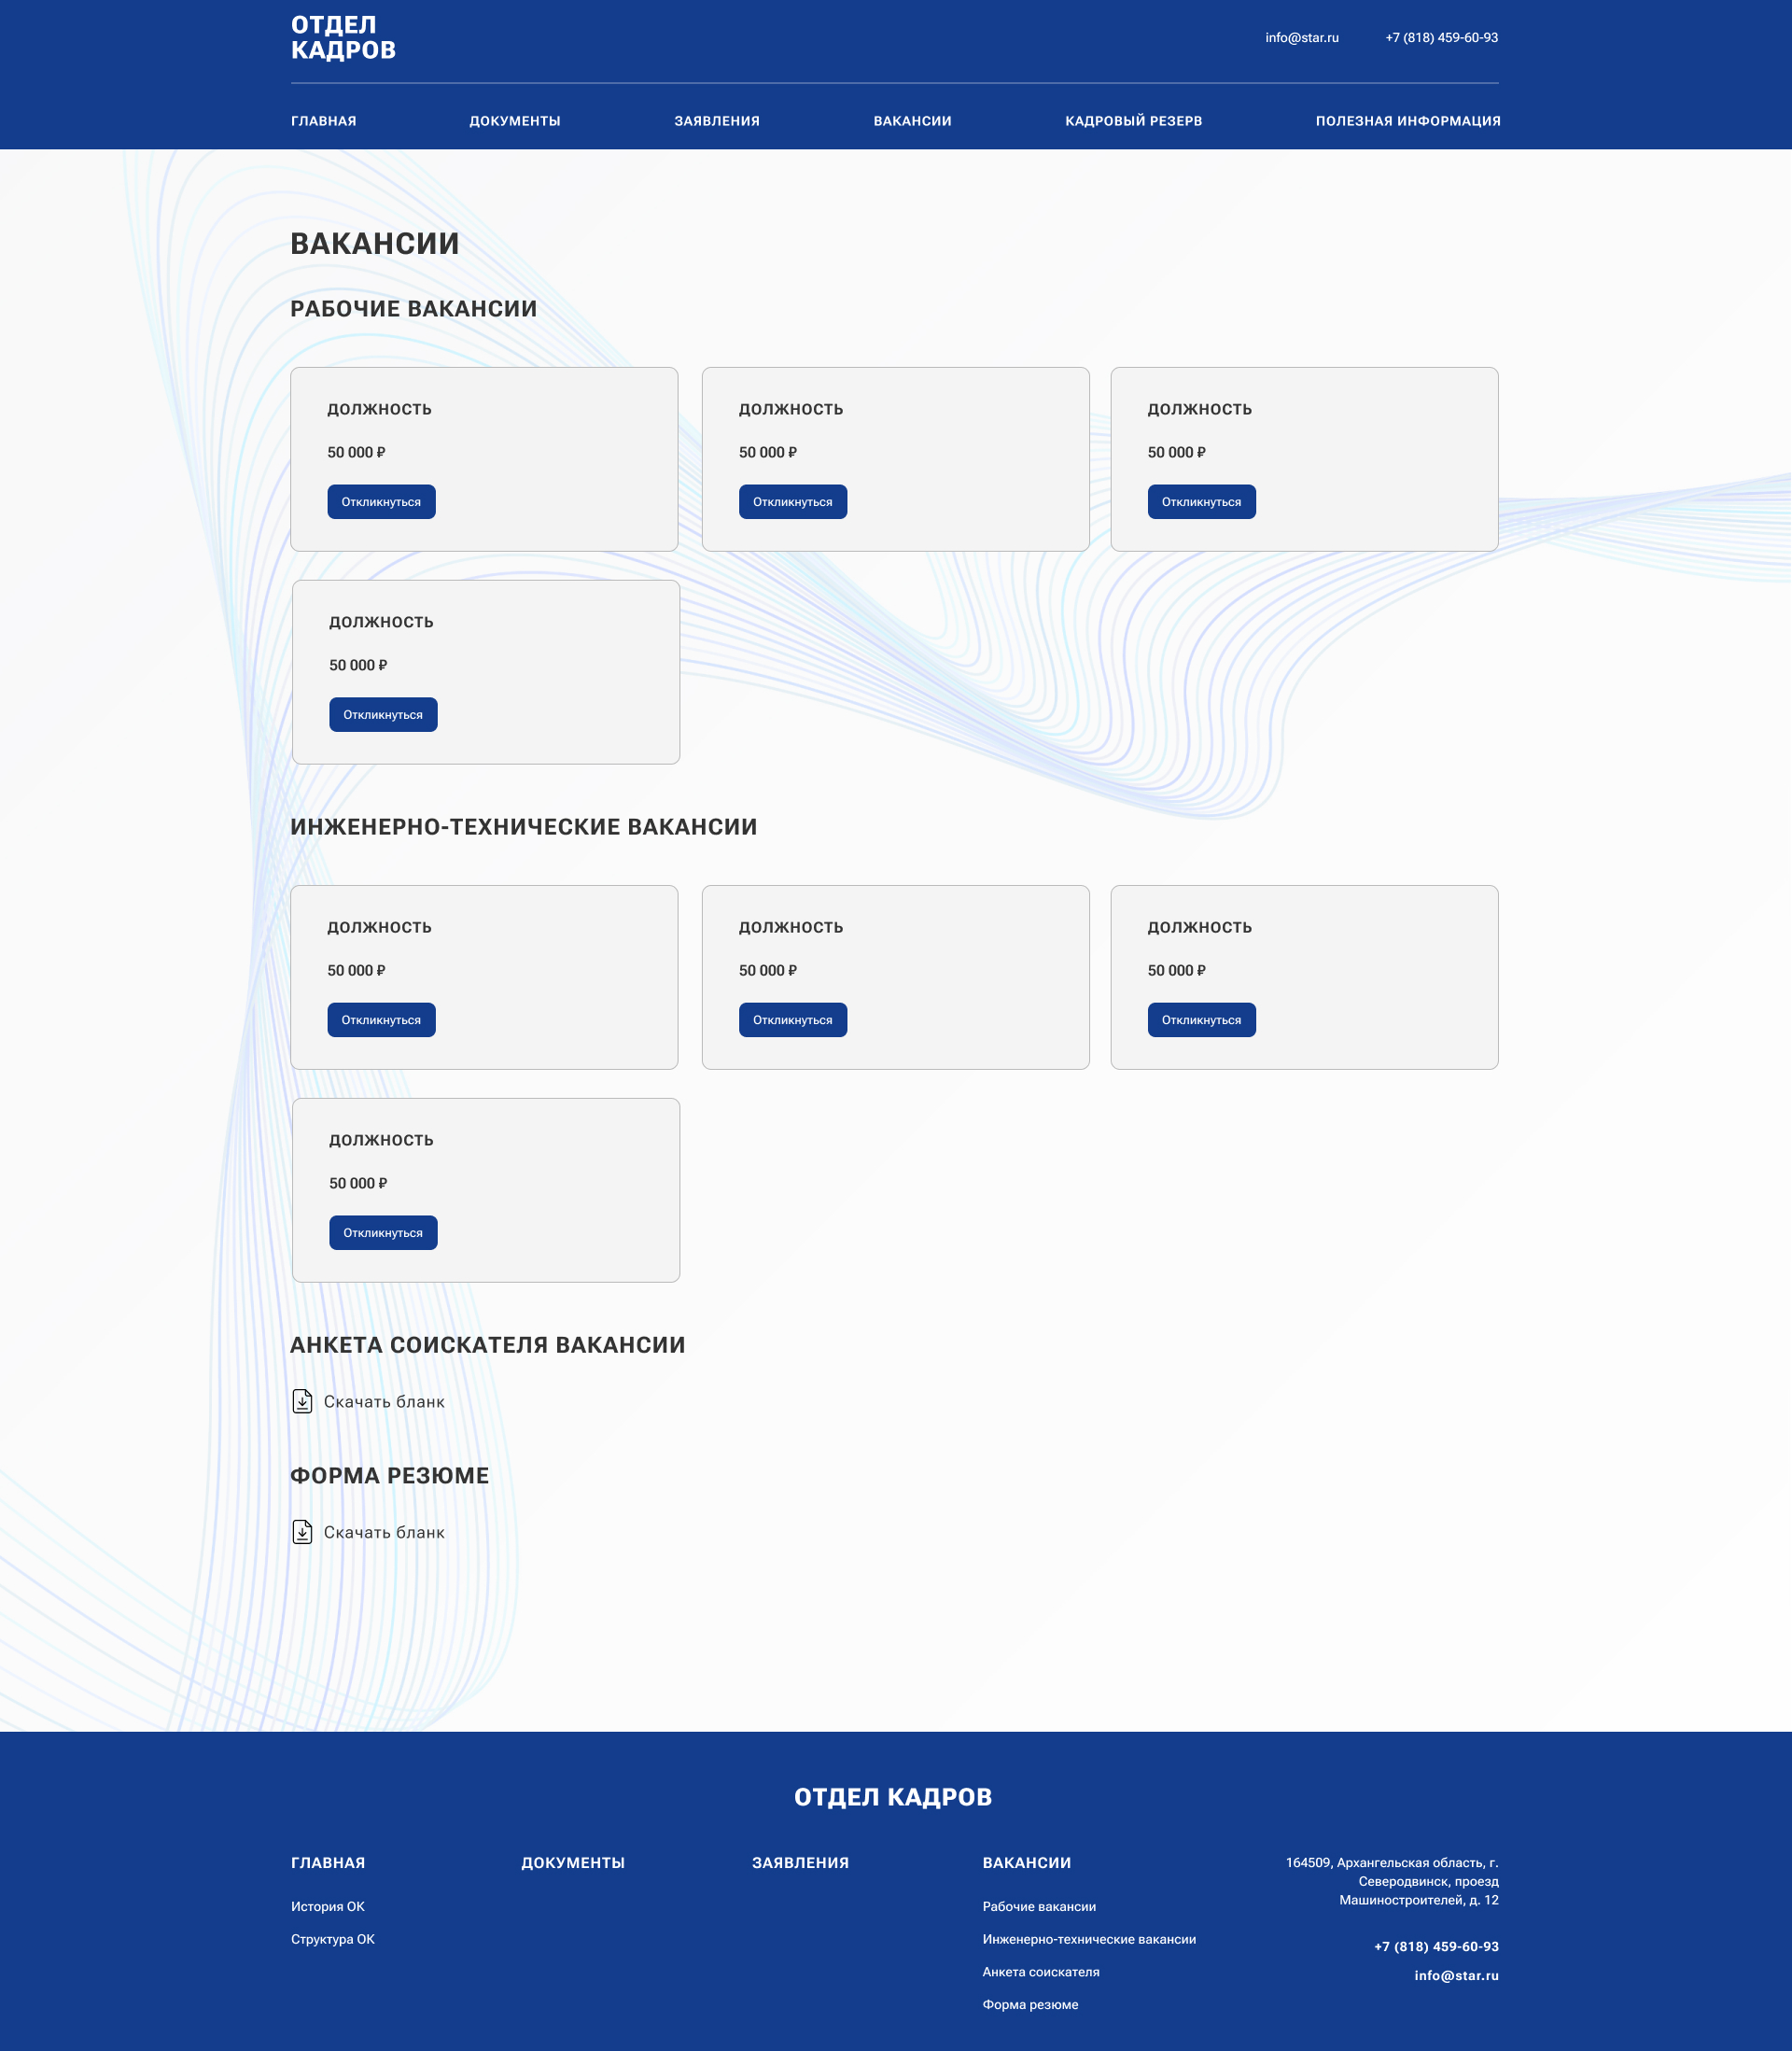 ОТДЕЛ
КАДРОВ
info@star.ru
+7 (818) 459-60-93
ГЛАВНАЯ
ДОКУМЕНТЫ
ЗАЯВЛЕНИЯ
ВАКАНСИИ
КАДРОВЫЙ РЕЗЕРВ
ПОЛЕЗНАЯ ИНФОРМАЦИЯ
ВАКАНСИИ
РАБОЧИЕ ВАКАНСИИ
ДОЛЖНОСТЬ
50 000 ₽
Откликнуться
ДОЛЖНОСТЬ
50 000 ₽
Откликнуться
ДОЛЖНОСТЬ
50 000 ₽
Откликнуться
ДОЛЖНОСТЬ
50 000 ₽
Откликнуться
ИНЖЕНЕРНО-ТЕХНИЧЕСКИЕ ВАКАНСИИ
ДОЛЖНОСТЬ
50 000 ₽
Откликнуться
ДОЛЖНОСТЬ
50 000 ₽
Откликнуться
ДОЛЖНОСТЬ
50 000 ₽
Откликнуться
ДОЛЖНОСТЬ
50 000 ₽
Откликнуться
АНКЕТА СОИСКАТЕЛЯ ВАКАНСИИ
Скачать бланк
ФОРМА РЕЗЮМЕ
Скачать бланк
ОТДЕЛ КАДРОВ
ГЛАВНАЯ
История ОК
Структура ОК
ДОКУМЕНТЫ
ЗАЯВЛЕНИЯ
ВАКАНСИИ
Рабочие вакансии
Инженерно-технические вакансии
Анкета соискателя
Форма резюме
164509, Архангельская область, г.
Северодвинск, проезд
Машиностроителей, д. 12
+7 (818) 459-60-93
info@star.ru